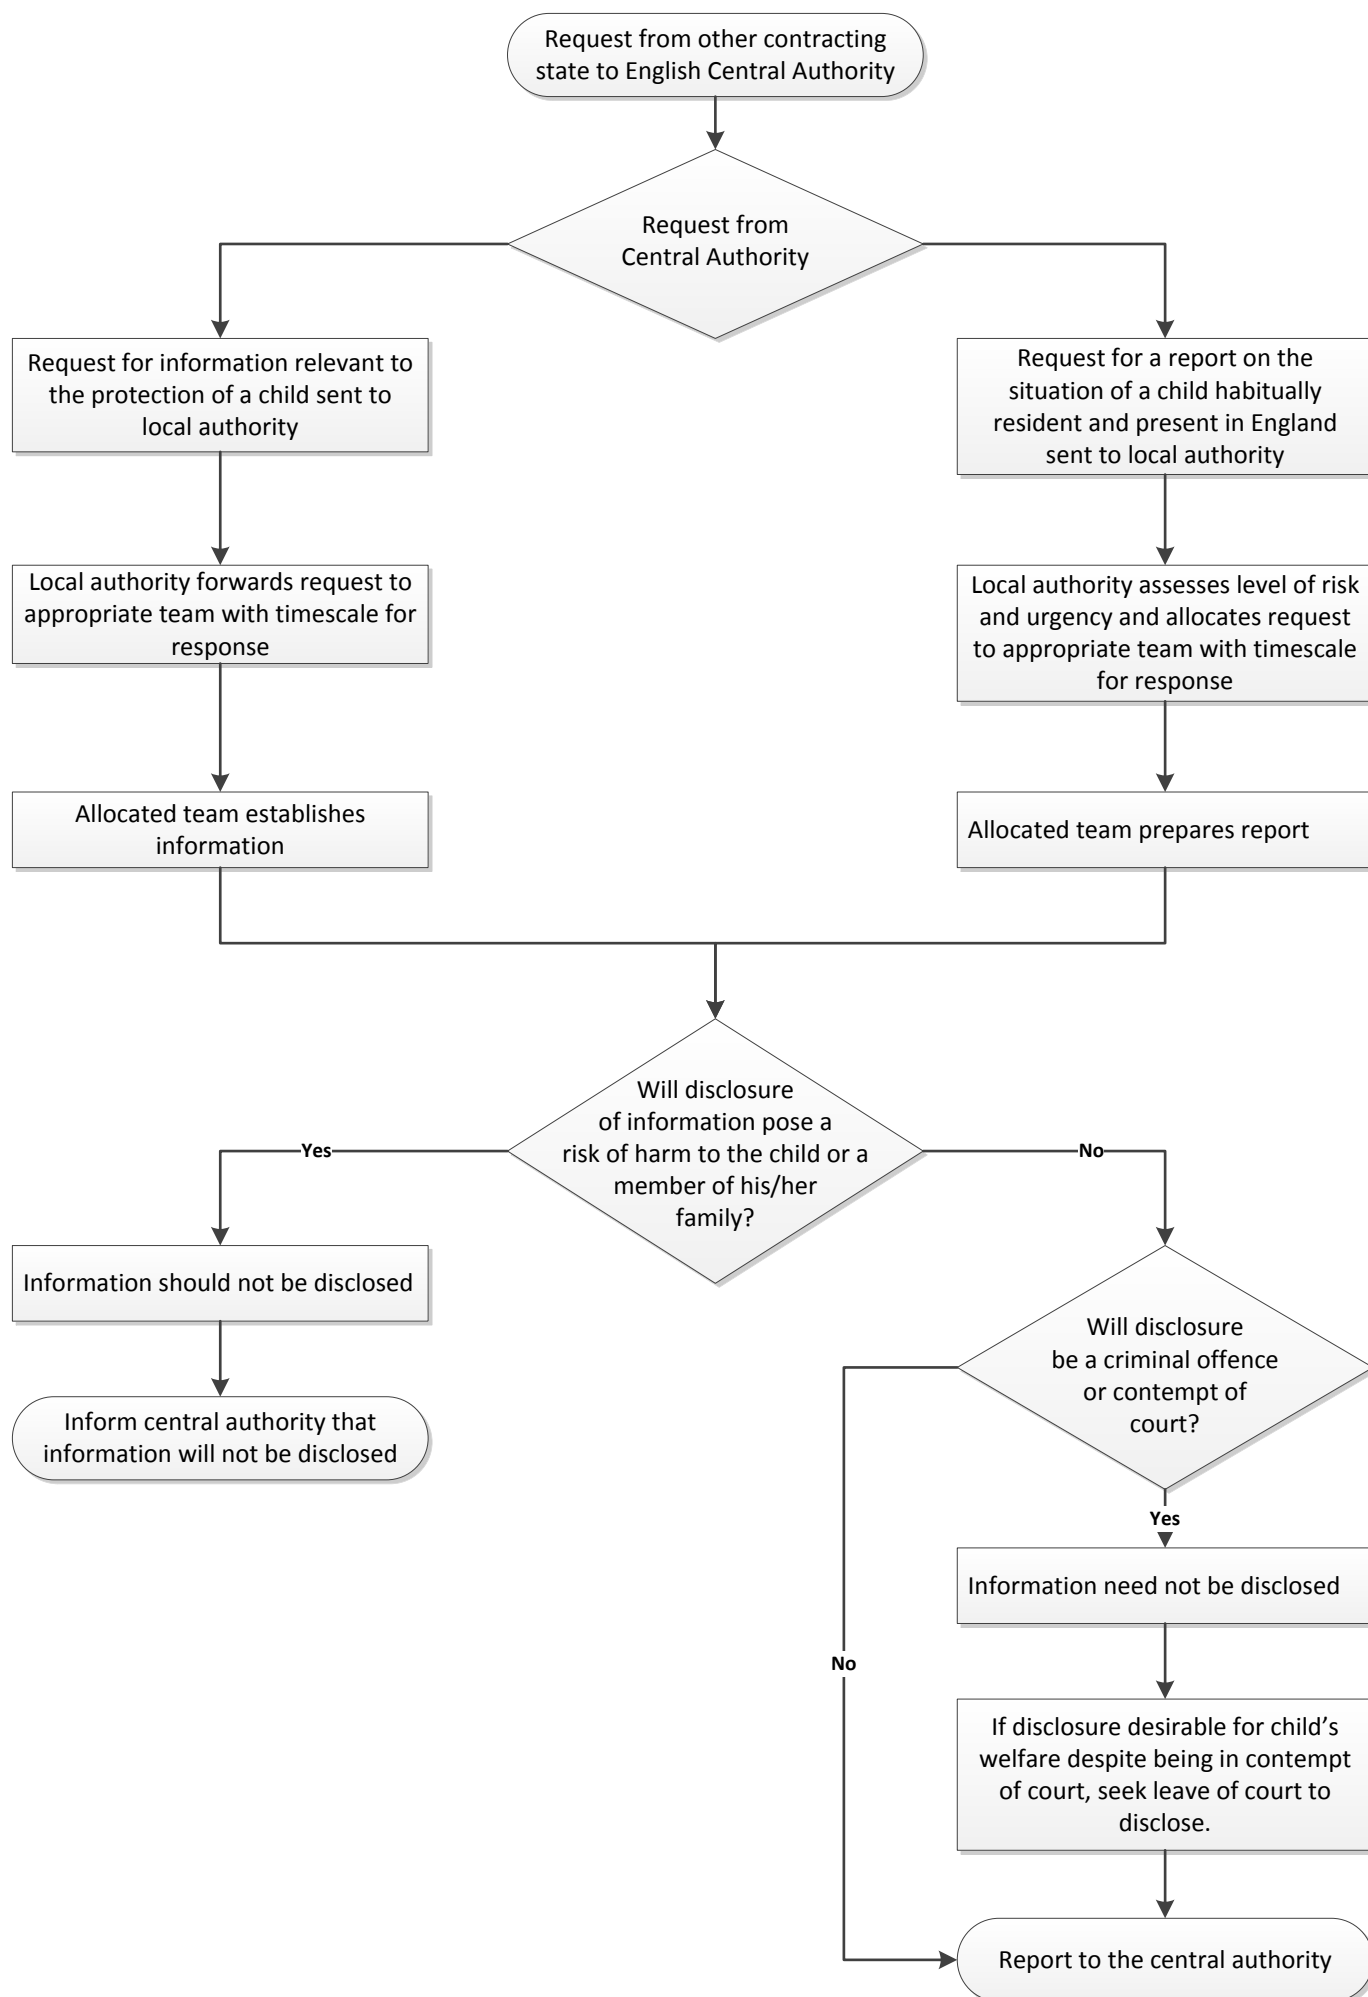 Request from other contracting
state to English Central Authority
Request from
Central Authority
Request for information relevant to
the protection of a child sent to
local authority
Request for a report on the
situation of a child habitually
resident and present in England
sent to local authority
Local authority forwards request to
appropriate team with timescale for
response
Local authority assesses level of risk
and urgency and allocates request
to appropriate team with timescale
for response
Allocated team establishes
information
Allocated team prepares report
Will disclosure
of information pose a
risk of harm to the child or a
member of his/her
family?
Yes
No
Information should not be disclosed
Inform central authority that
information will not be disclosed
Will disclosure
be a criminal offence
or contempt of
court?
Yes
Information need not be disclosed
No
If disclosure desirable for child’s
welfare despite being in contempt
of court, seek leave of court to
disclose.
Report to the central authority